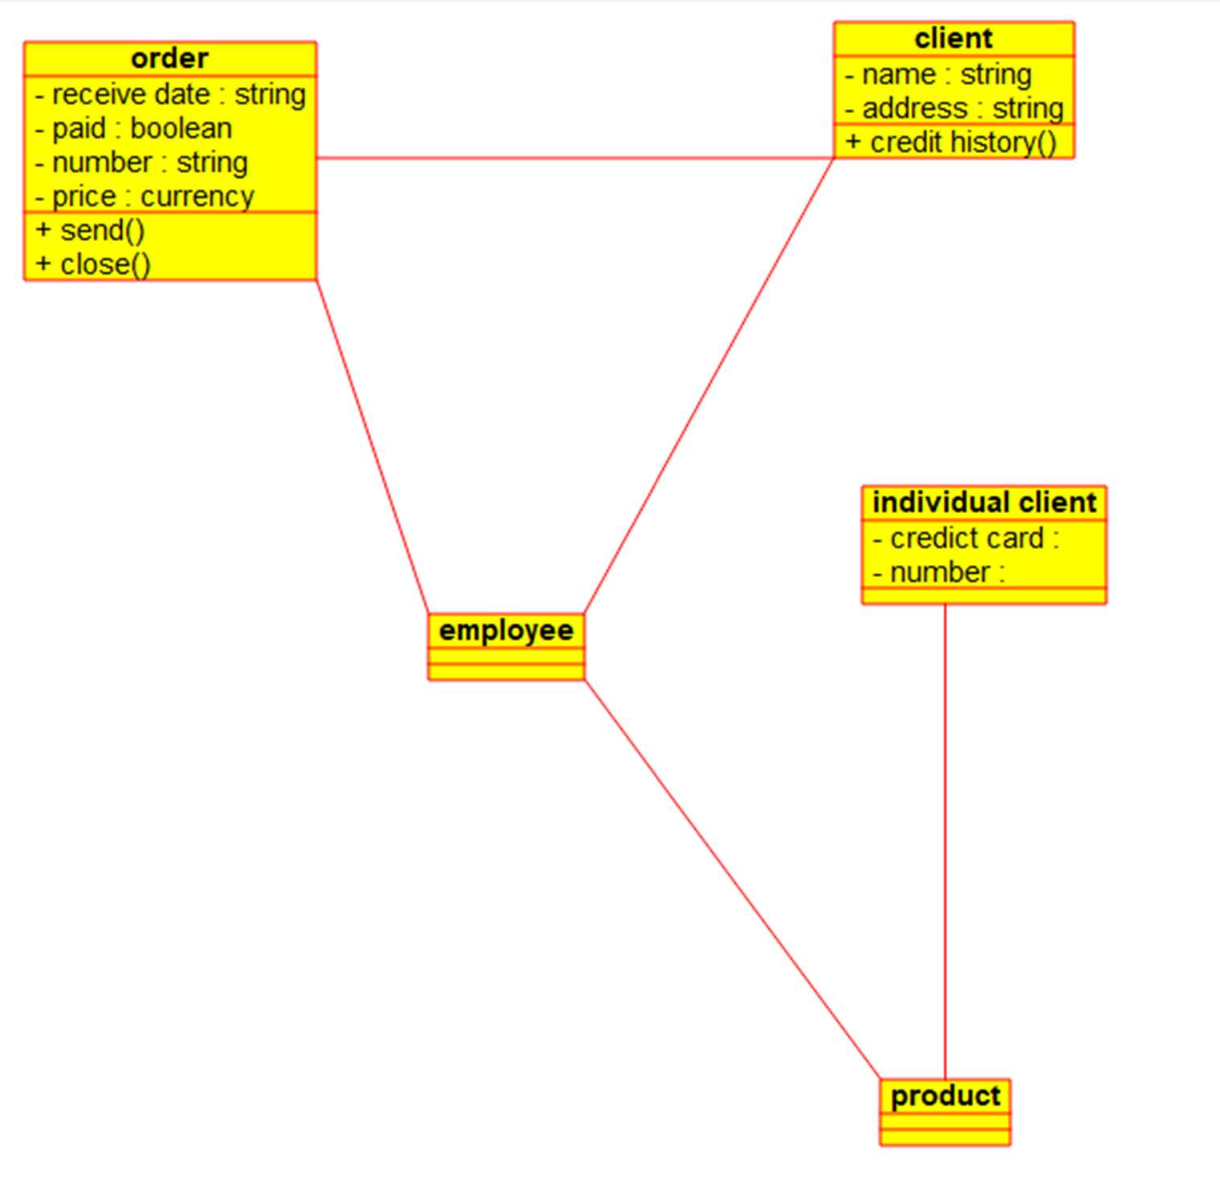 order
- receive date : string
- paid : boolean
- number : string
- price : currency
+ send()
+ close()
client
- name : string
- address : string
+ credit history()
individual client
- credict card :
- number :
employee
product